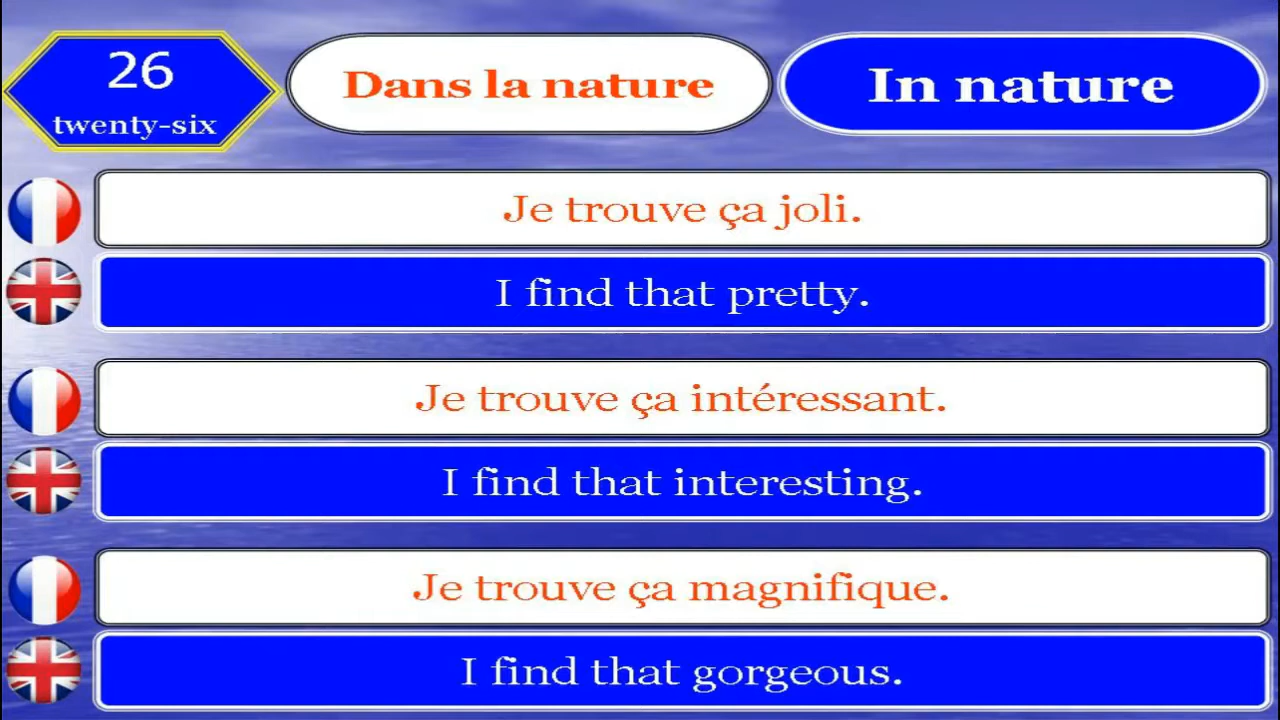 26
twenty-six
Dans la nature
In nature
Je trouve ça joli.
I find that pretty.
Je trouve ça intéressant.
I find that interesting.
Je trouve ça magnifique.
I find that gorgeous.